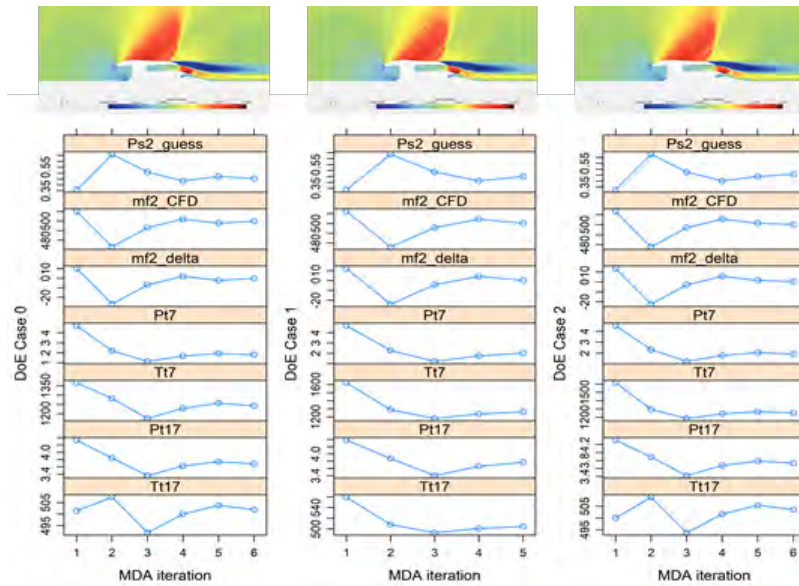 DoE Case 0
Ps2_guess
0.35 0.55
mf2_CFD
480 500
mf2_delta
-20 0 10
Pt7
1 2 3 4
Tt7
1200 1350
Pt17
3.4 4.0
Tt17
495 505
1 2 3 4 5 6
MDA iteration
DoE Case 1
Ps2_guess
0.35 0.55
mf2_CFD
480 500
mf2_delta
-20 0 10
Pt7
2 3 4
Tt7
1200 1600
Pt17
3.4 4.0
Tt17
500 540
1 2 3 4 5
MDA iteration
DoE Case 2
Ps2_guess
0.35 0.55
mf2_CFD
480 500
mf2_delta
-20 0 10
Pt7
2 3 4
Tt7
1200 1500
Pt17
3.4 3.8 4.2
Tt17
495 505
1 2 3 4 5 6
MDA iteration